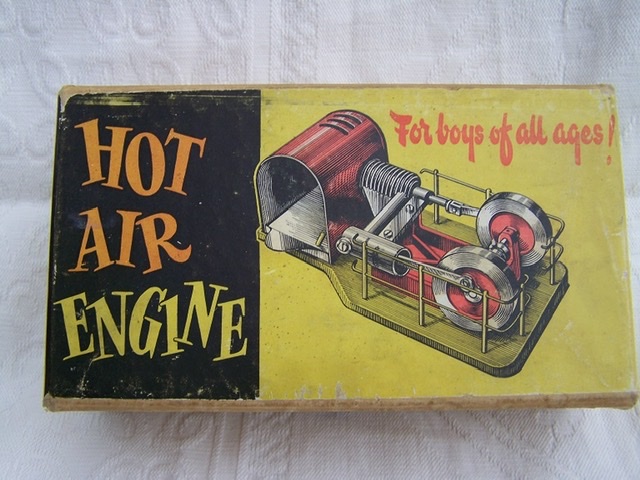 HOT
AIR
ENGINE
For boys of all ages!